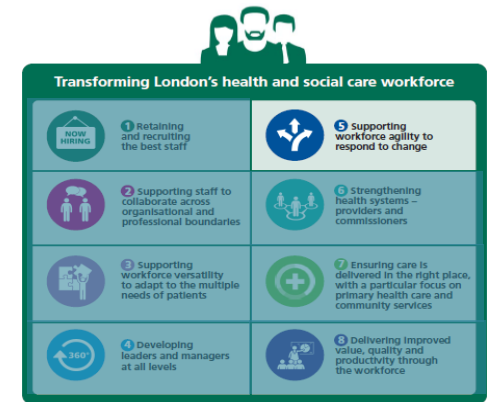 Transforming London's health and social care workforce
NOW
HIRING
1 Retaining
and recruiting
the best staff
2 Supporting staff to
collaborate across
organisational and
professional boundaries
3 Supporting
workforce versatility
to adapt to the multiple
needs of patients
360°
4 Developing
leaders and managers
at all levels
5 Supporting
workforce agility to
respond to change
6 Strengthening
health systems –
providers and
commissioners
7 Ensuring care is
delivered in the right place,
with a particular focus on
primary health care and
community services
8 Delivering improved
value, quality and
productivity through
the workforce